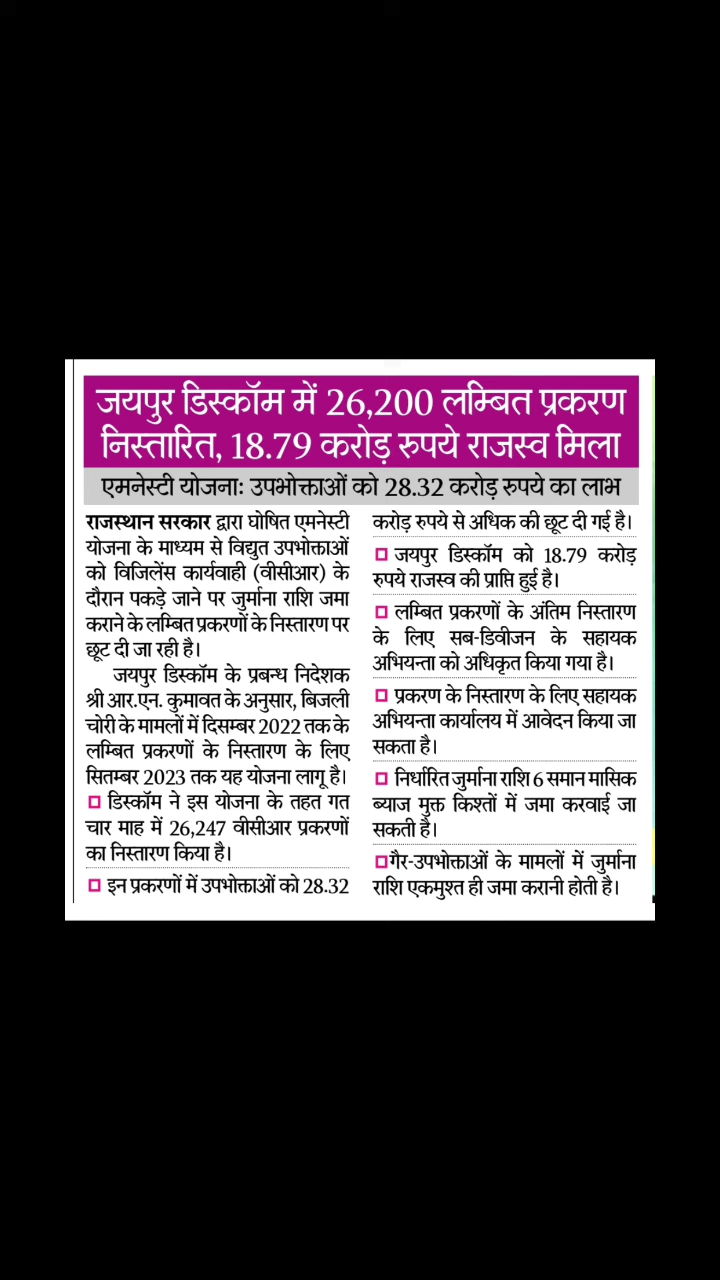 जयपुर डिस्कॉम में 26,200 लम्बित प्रकरण
निस्तारित, 18.79 करोड़ रुपये राजस्व मिला
एमनेस्टी योजना: उपभोक्ताओं को 28.32 करोड़ रुपये का लाभ
राजस्थान सरकार द्वारा घोषित एमनेस्टी
योजना के माध्यम से विद्युत उपभोक्ताओं
को विजिलेंस कार्यवाही (वीसीआर) के
दौरान पकड़े जाने पर जुर्माना राशि जमा
कराने के लम्बित प्रकरणों के निस्तारण पर
छूट दी जा रही है।
जयपुर डिस्कॉम के प्रबन्ध निदेशक
श्री आर.एन. कुमावत के अनुसार, बिजली
चोरी के मामलों में दिसम्बर 2022 तक के
लम्बित प्रकरणों के निस्तारण के लिए
सितम्बर 2023 तक यह योजना लागू है।
डिस्कॉम ने इस योजना के तहत गत
चार माह में 26,247 वीसीआर प्रकरणों
का निस्तारण किया है।
इन प्रकरणों में उपभोक्ताओं को 28.32
करोड़ रुपये से अधिक की छूट दी गई है।
जयपुर डिस्कॉम को 18.79 करोड़
रुपये राजस्व की प्राप्ति हुई है।
लम्बित प्रकरणों के अंतिम निस्तारण
के लिए सब-डिवीजन के सहायक
अभियन्ता को अधिकृत किया गया है।
प्रकरण के निस्तारण के लिए सहायक
अभियन्ता कार्यालय में आवेदन किया जा
सकता है।
निर्धारित जुर्माना राशि 6 समान मासिक
ब्याज मुक्त किश्तों में जमा करवाई जा
सकती है।
गैर-उपभोक्ताओं के मामलों में जुर्माना
राशि एकमुश्त ही जमा करानी होती है।